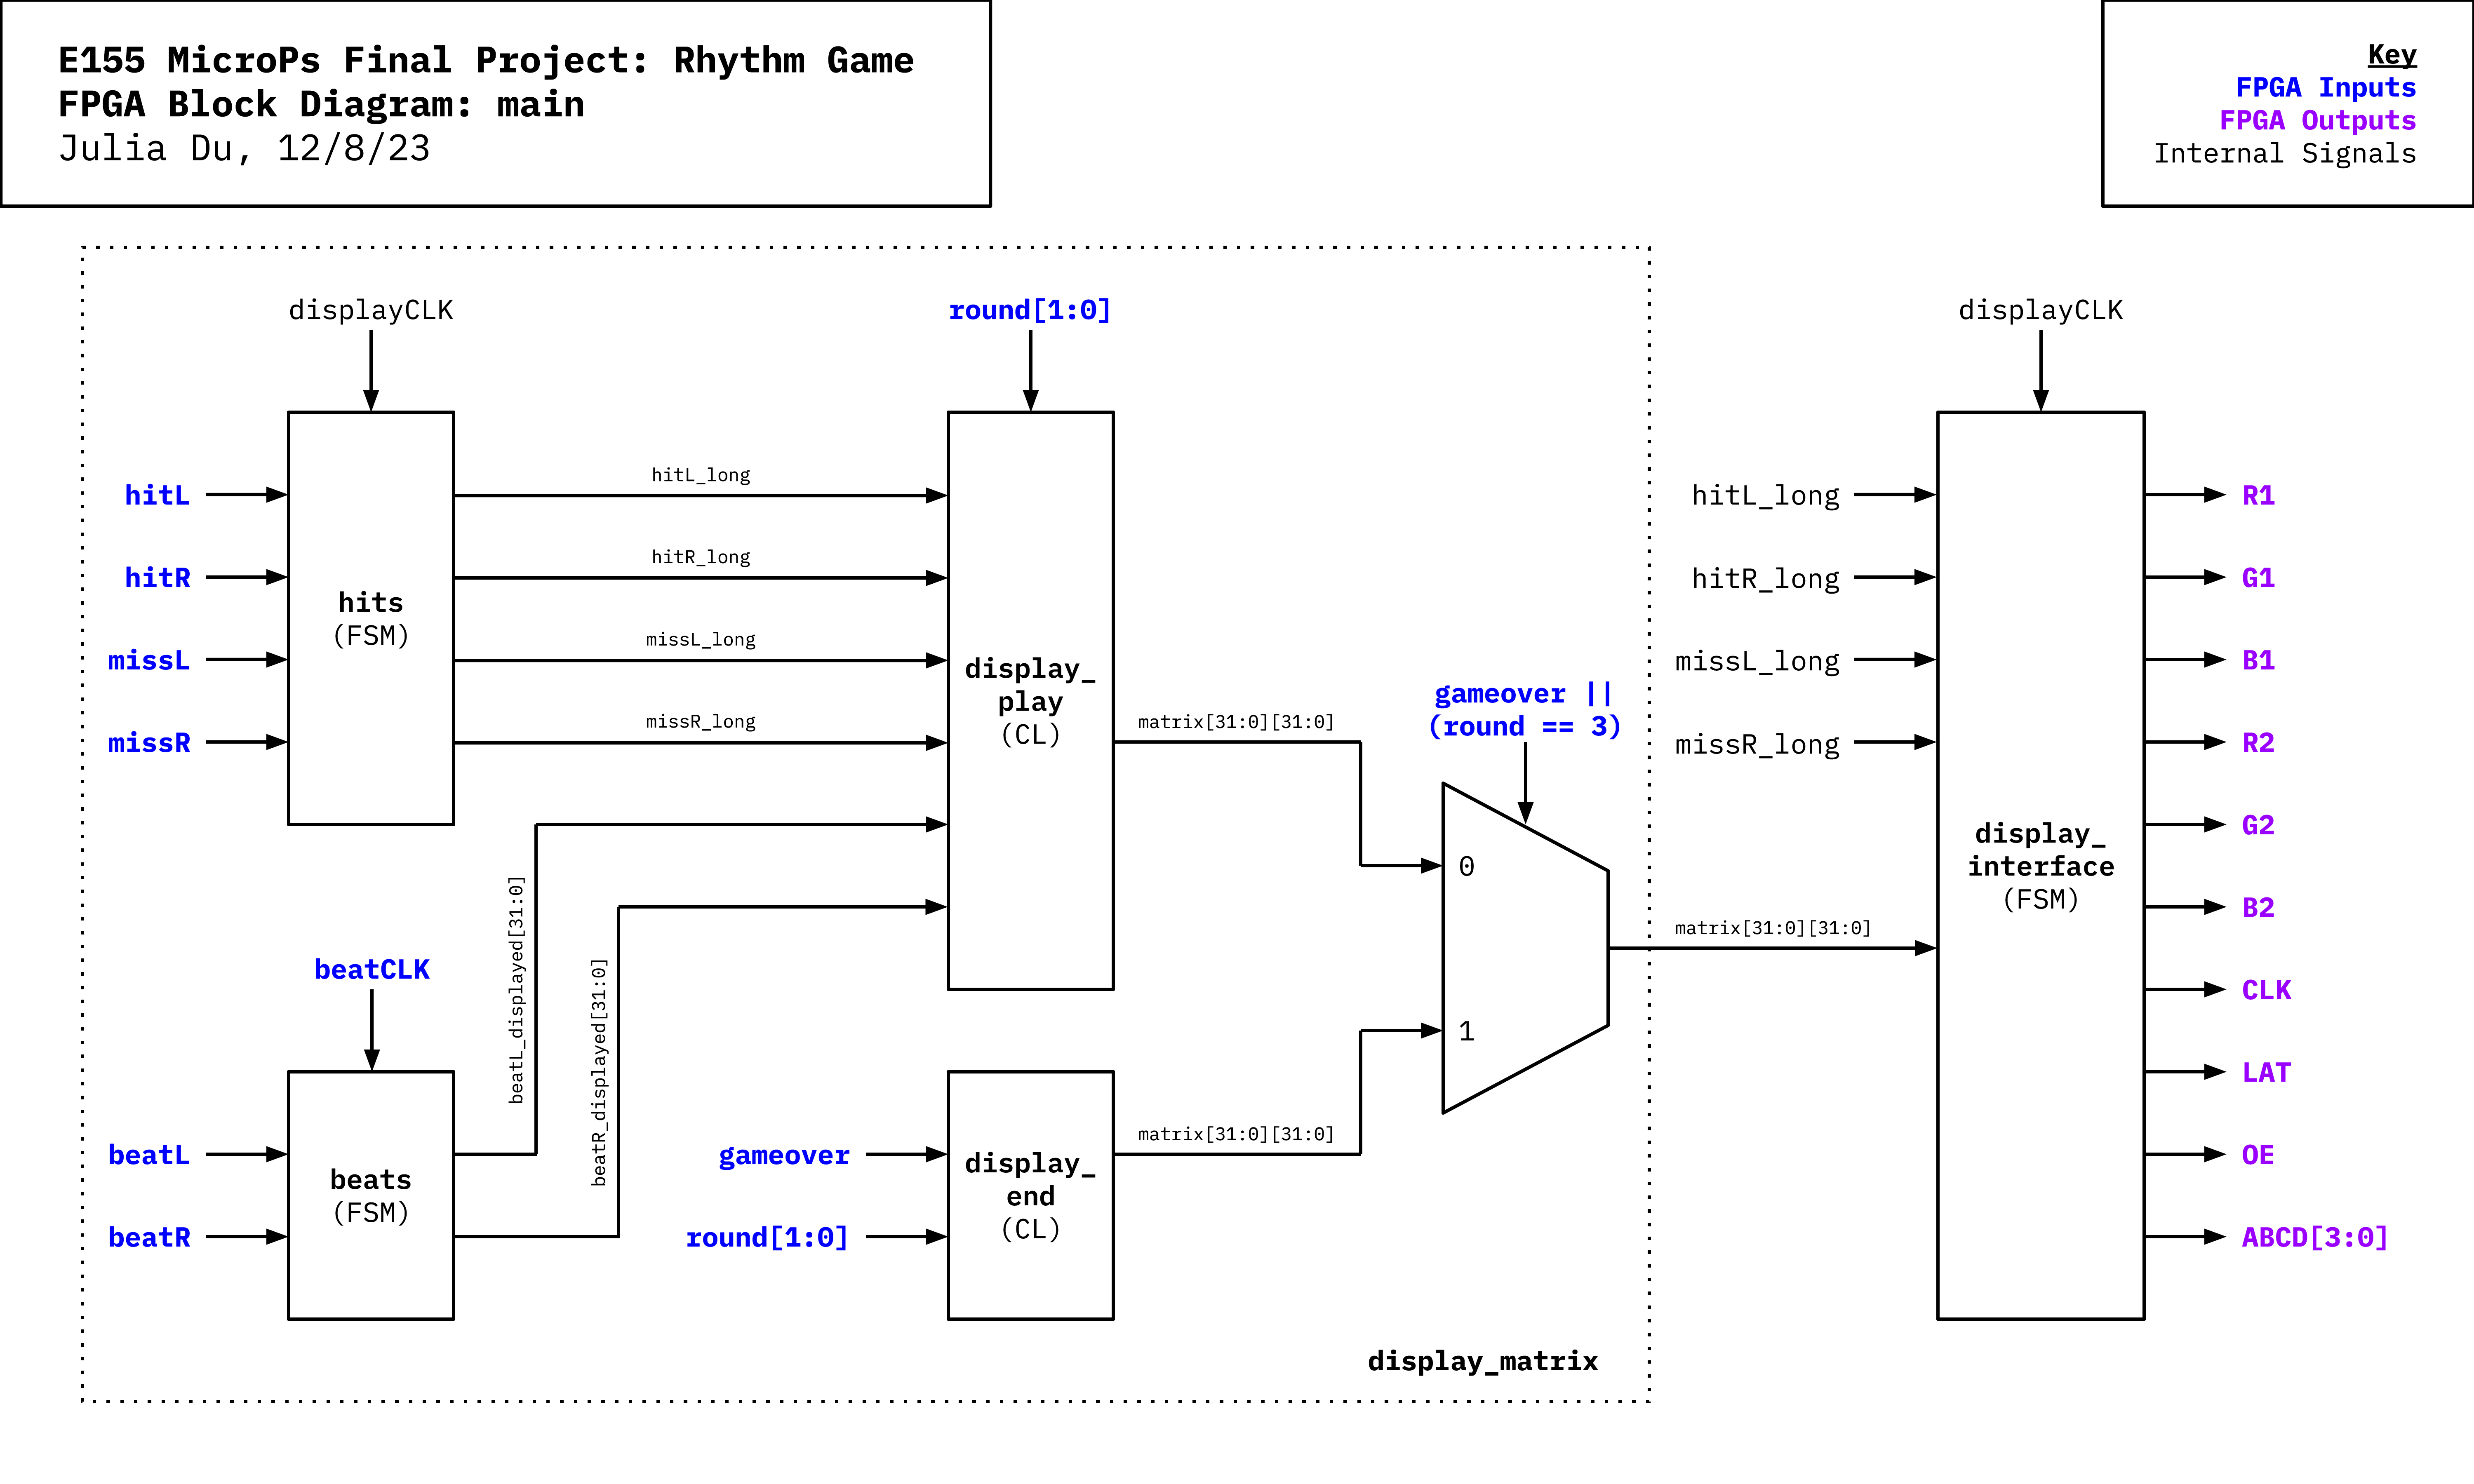 E155 MicroPs Final Project: Rhythm Game
FPGA Block Diagram: main
Julia Du, 12/8/23
Key
FPGA Inputs
FPGA Outputs
Internal Signals
displayCLK
round[1:0]
displayCLK
hitL
hitR
missL
missR
hits
(FSM)
hitL_long
hitR_long
missL_long
missR_long
display_
play
(CL)
matrix[31:0][31:0]
gameover ||
(round == 3)
0
1
beatCLK
beatL
beatR
beats
(FSM)
beatL_displayed[31:0]
beatR_displayed[31:0]
gameover
round[1:0]
display_
end
(CL)
matrix[31:0][31:0]
display_matrix
matrix[31:0][31:0]
hitL_long
hitR_long
missL_long
missR_long
display_
interface
(FSM)
R1
G1
B1
R2
G2
B2
CLK
LAT
OE
ABCD[3:0]